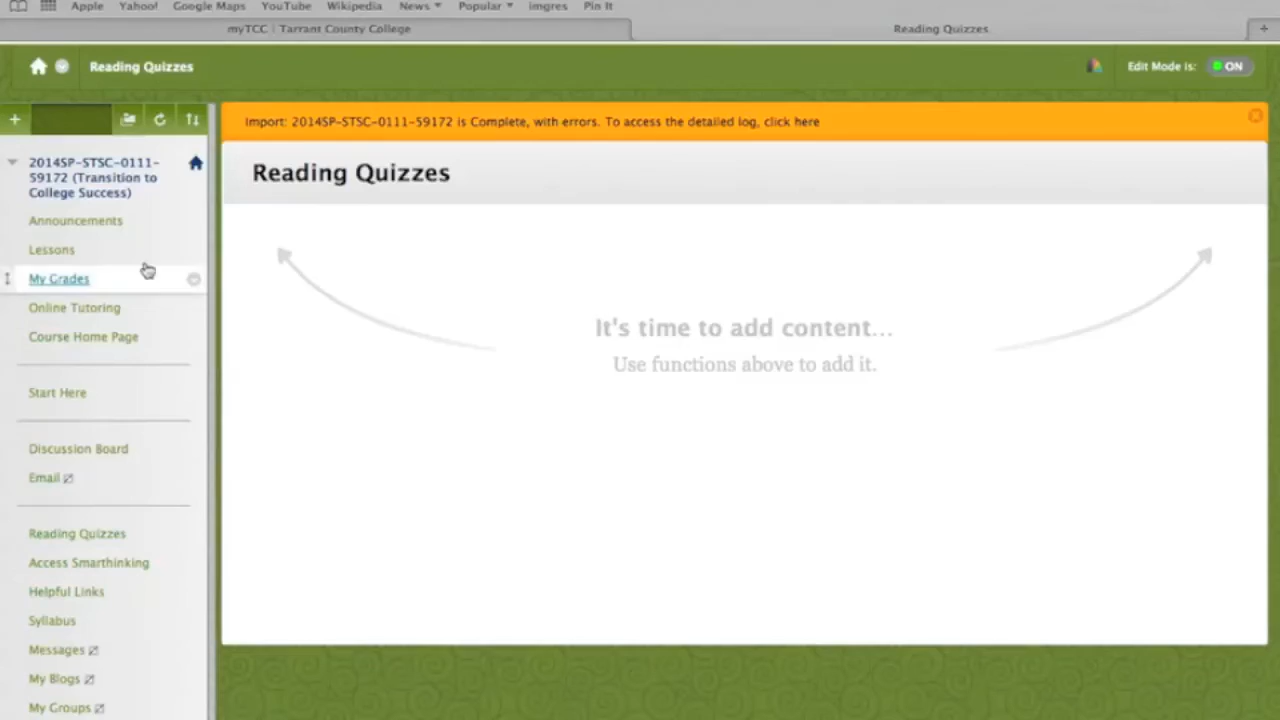 Apple Yahoo! Google Maps YouTube Wikipedia News Popular imgres Pin It
myTCC | Tarrant County College Reading Quizzes +
Reading Quizzes Edit Mode is: ON
Import: 2014SP-STSC-0111-59172 is Complete, with errors. To access the detailed log, click here
Reading Quizzes
2014SP-STSC-0111-
59172 (Transition to
College Success)
Announcements
Lessons
My Grades
Online Tutoring
Course Home Page
Start Here
Discussion Board
Email
Reading Quizzes
Access Smarthinking
Helpful Links
Syllabus
Messages
My Blogs
My Groups
It's time to add content...
Use functions above to add it.